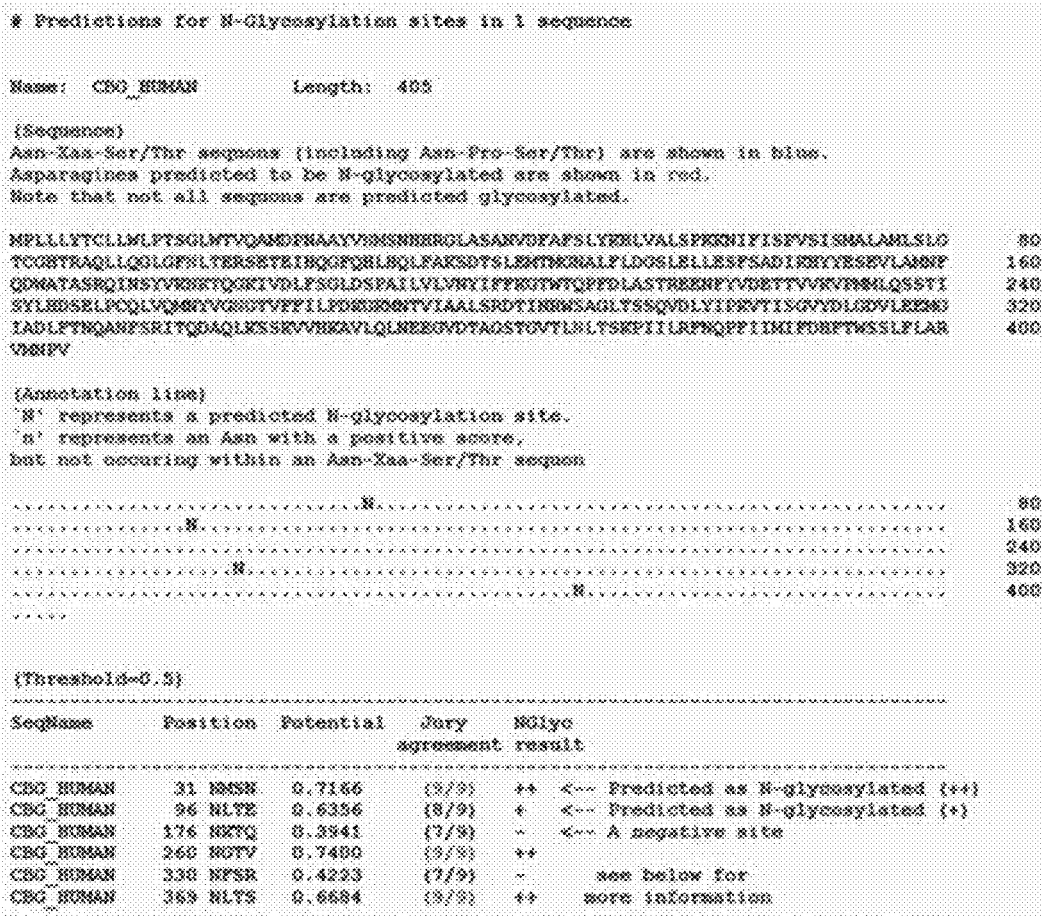 # Predictions for N-Glycosylation sites in 1 sequence
Name: CBG_HUMAN Length: 405
(Sequence)
Asn-Xaa-Ser/Thr sequons (including Asn-Pro-Ser/Thr) are shown in blue.
Asparagines predicted to be N-glycosylated are shown in red.
Note that not all sequons are predicted glycosylated.
MPLLLYTCLLWLPTSGLWTVQAMDPNAAYVNMSNHHRGLASANVDFAFSLYKHLVALSPKKNIFISPVSISMALAMLSLG 80
TCGHTRAQLLQGLGFNLTERSETEIHQGFQHLHQLFAKSDTSLEMTMGNALFLDGSLELLESFSADIKHYYESEVLAMNF 160
QDWATASRQINSYVKNKTQGKIVDLFSGLDSPAILVLVNYIFFKGTWTQPFDLASTREENFYVDETTVVKVPMMLQSSTI 240
SYLHDSELPCQLVQMNYVGNGTVFFILPDKGKMNTVIAALSRDTINRWSAGLTSSQVDLYIPKVTISGVYDLGDVLEEMG 320
IADLFTNQANFSRITQDAQLKSSKVVHKAVLQLNEEGVDTAGSTGVTLNLTSKPIILRFNQPFIIMIFDHFTWSSLFLAR 400
VMNPV
(Annotation line)
`N' represents a predicted N-glycosylation site.
`n' represents an Asn with a positive score,
but not occuring within an Asn-Xaa-Ser/Thr sequon
..............................N................................................. 80
...............N................................................................ 160
................................................................................ 240
...................N............................................................ 320
................................................N............................... 400
.....
(Threshold=0.5)
SeqName Position Potential Jury NGlyc
agreement result
CBG_HUMAN 31 NMSN 0.7166 (9/9) ++ <-- Predicted as N-glycosylated (++)
CBG_HUMAN 96 NLTE 0.6356 (8/9) + <-- Predicted as N-glycosylated (+)
CBG_HUMAN 176 NKTQ 0.3941 (7/9) - <-- A negative site
CBG_HUMAN 260 NGTV 0.7400 (9/9) ++
CBG_HUMAN 330 NFSR 0.4223 (7/9) - see below for
CBG_HUMAN 369 NLTS 0.6684 (9/9) ++ more information